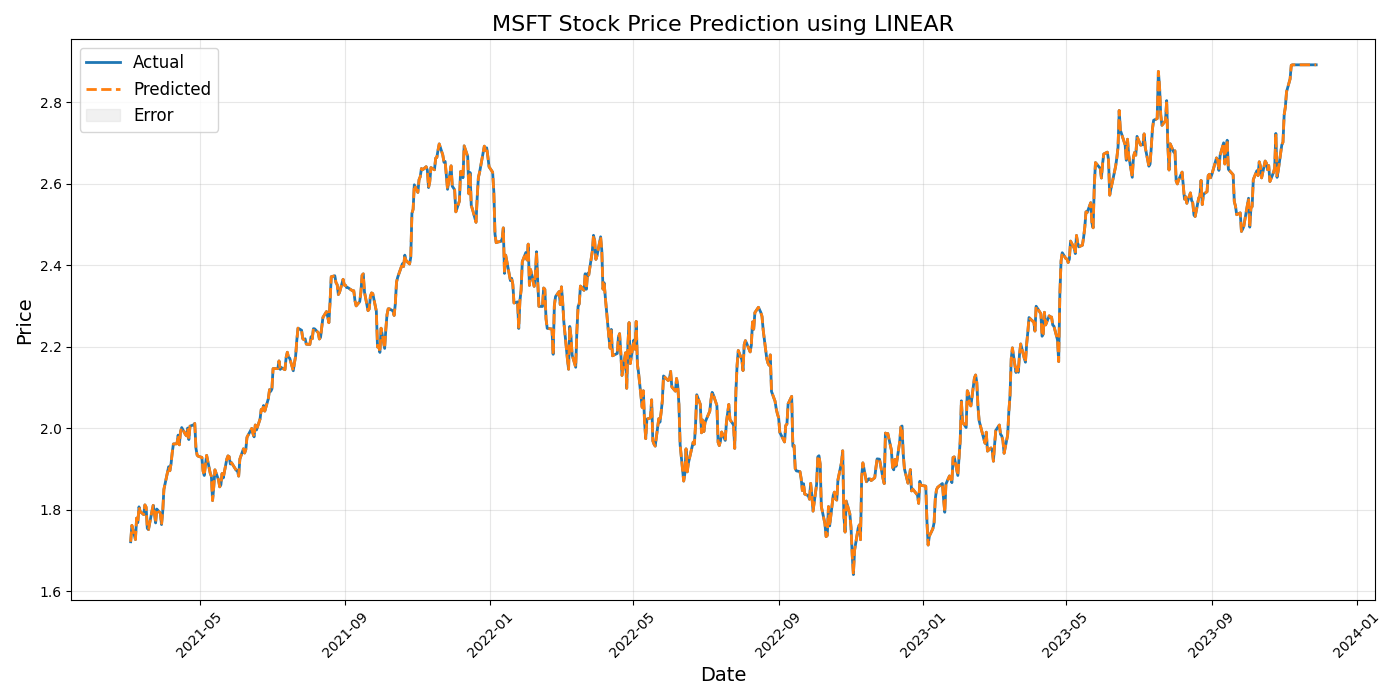 MSFT Stock Price Prediction using LINEAR
Actual
Predicted
Error
Price
2.8
2.6
2.4
2.2
2.0
1.8
1.6
2021-05
2021-09
2022-01
2022-05
2022-09
2023-01
2023-05
2023-09
2024-01
Date